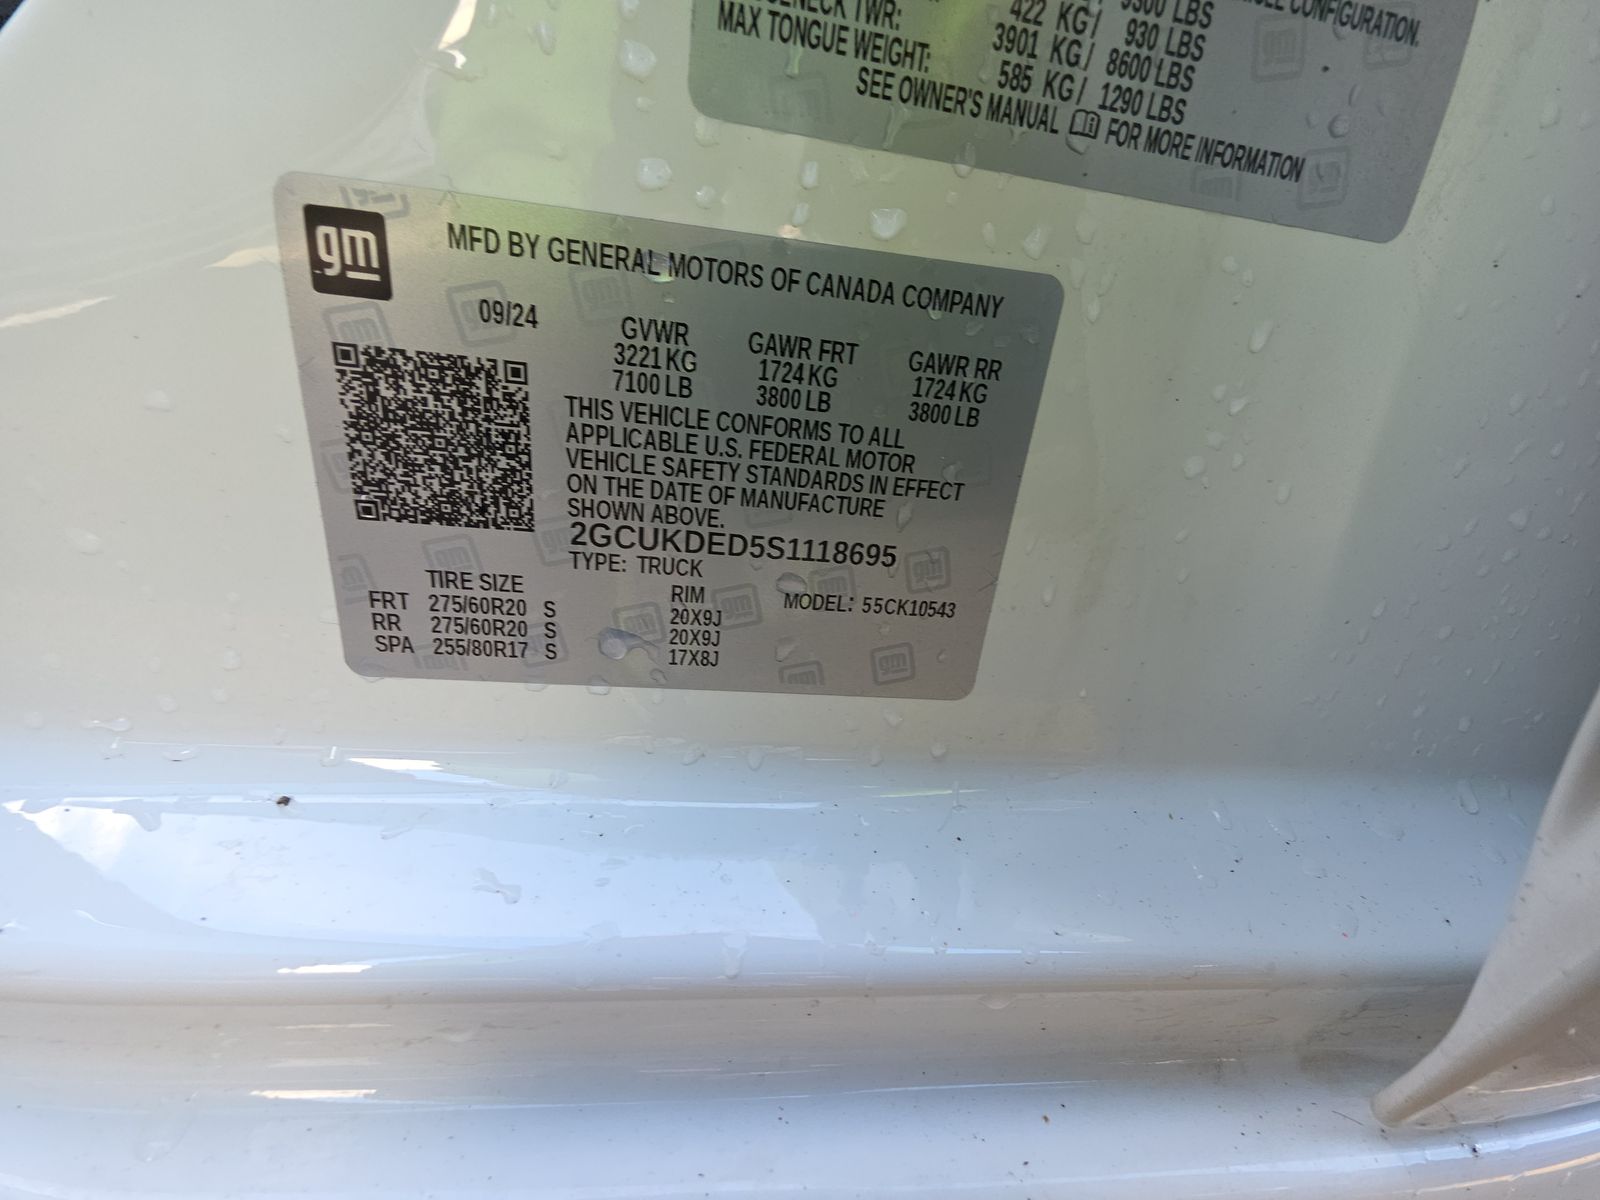 9300 LBS
CONFIGURATION.
TWR: 422 KG/ 930 LBS
3901 KG/ 8600 LBS
MAX TONGUE WEIGHT: 585 KG/ 1290 LBS
SEE OWNER'S MANUAL FOR MORE INFORMATION
gm
MFD BY GENERAL MOTORS OF CANADA COMPANY
09/24
GVWR GAWR FRT GAWR RR
3221 KG 1724 KG 1724 KG
7100 LB 3800 LB 3800 LB
THIS VEHICLE CONFORMS TO ALL
APPLICABLE U.S. FEDERAL MOTOR
VEHICLE SAFETY STANDARDS IN EFFECT
ON THE DATE OF MANUFACTURE
SHOWN ABOVE.
2GCUKDED5S1118695
TYPE: TRUCK
TIRE SIZE RIM MODEL: 55CK10543
FRT 275/60R20 S 20X9J
RR 275/60R20 S 20X9J
SPA 255/80R17 S 17X8J